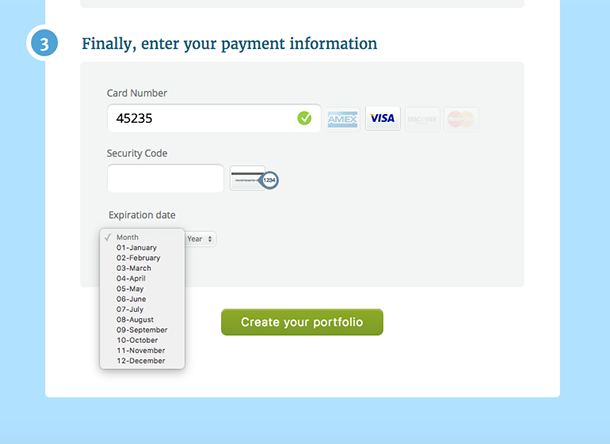 3 Finally, enter your payment information
Card Number
45235
AMEX VISA
Security Code
1234
Expiration date
✓ Month Year
01-January
02-February
03-March
04-April
05-May
06-June
07-July
08-August
09-September
10-October
11-November
12-December
Create your portfolio